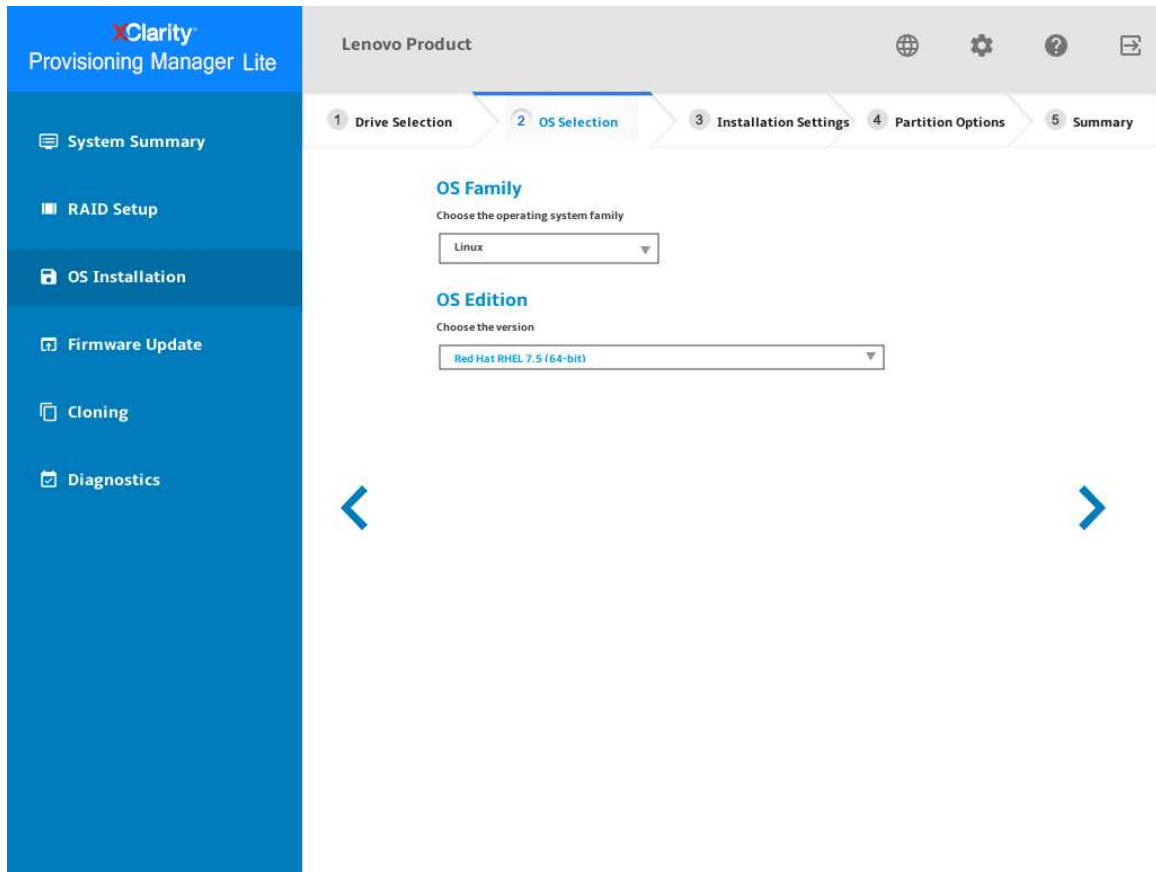 XClarity
Provisioning Manager Lite
Lenovo Product
System Summary
RAID Setup
OS Installation
Firmware Update
Cloning
Diagnostics
1 Drive Selection
2 OS Selection
3 Installation Settings
4 Partition Options
5 Summary
OS Family
Choose the operating system family
Linux
OS Edition
Choose the version
Red Hat RHEL 7.5 (64-bit)